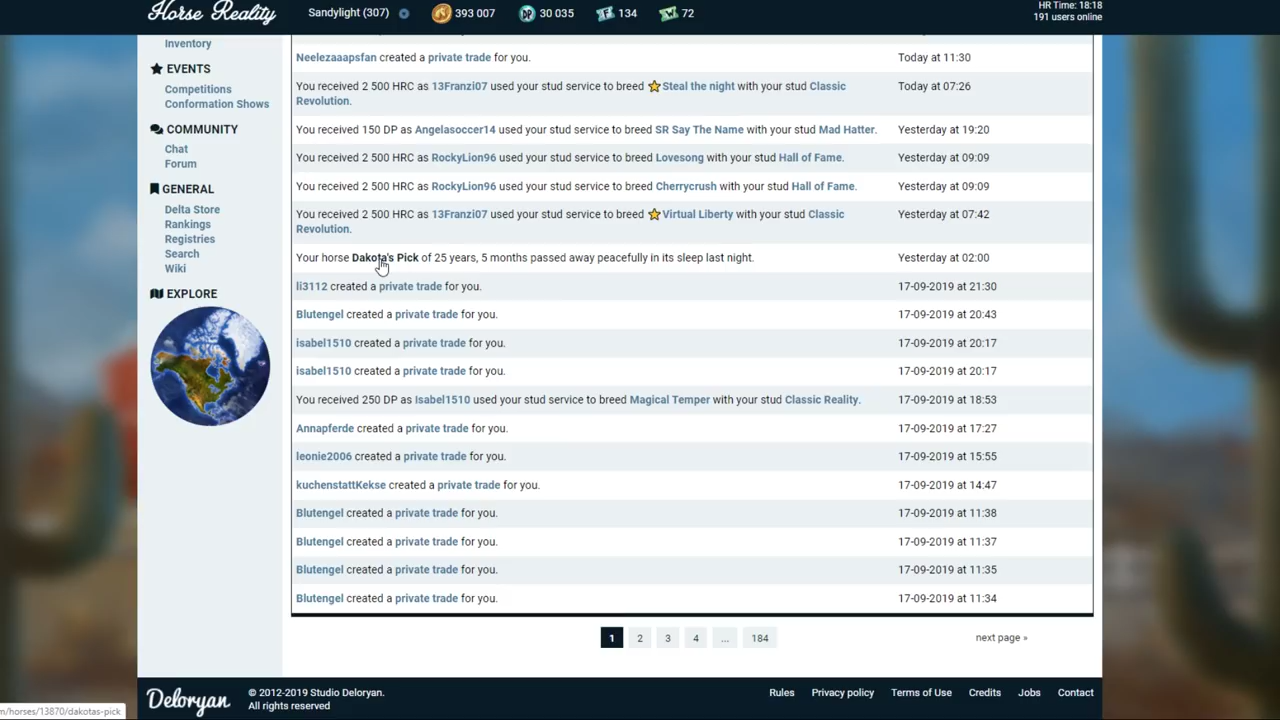 Horse Reality
Sandylight (307)
393 007
30 035
134
72
HR Time: 18:18
191 users online
Inventory
EVENTS
Competitions
Conformation Shows
COMMUNITY
Chat
Forum
GENERAL
Delta Store
Rankings
Registries
Search
Wiki
EXPLORE
Neelezaaapsfan created a private trade for you. Today at 11:30
You received 2 500 HRC as 13Franzi07 used your stud service to breed Steal the night with your stud Classic Today at 07:26
Revolution.
You received 150 DP as Angelasoccer14 used your stud service to breed SR Say The Name with your stud Mad Hatter. Yesterday at 19:20
You received 2 500 HRC as RockyLion96 used your stud service to breed Lovesong with your stud Hall of Fame. Yesterday at 09:09
You received 2 500 HRC as RockyLion96 used your stud service to breed Cherrycrush with your stud Hall of Fame. Yesterday at 09:09
You received 2 500 HRC as 13Franzi07 used your stud service to breed Virtual Liberty with your stud Classic Yesterday at 07:42
Revolution.
Your horse Dakota's Pick of 25 years, 5 months passed away peacefully in its sleep last night. Yesterday at 02:00
li3112 created a private trade for you. 17-09-2019 at 21:30
Blutengel created a private trade for you. 17-09-2019 at 20:43
isabel1510 created a private trade for you. 17-09-2019 at 20:17
isabel1510 created a private trade for you. 17-09-2019 at 20:17
You received 250 DP as Isabel1510 used your stud service to breed Magical Temper with your stud Classic Reality. 17-09-2019 at 18:53
Annapferde created a private trade for you. 17-09-2019 at 17:27
leonie2006 created a private trade for you. 17-09-2019 at 15:55
kuchenstattKekse created a private trade for you. 17-09-2019 at 14:47
Blutengel created a private trade for you. 17-09-2019 at 11:38
Blutengel created a private trade for you. 17-09-2019 at 11:37
Blutengel created a private trade for you. 17-09-2019 at 11:35
Blutengel created a private trade for you. 17-09-2019 at 11:34
1 2 3 4 ... 184 next page »
Deloryan
© 2012-2019 Studio Deloryan.
All rights reserved
Rules Privacy policy Terms of Use Credits Jobs Contact
m/horses/13870/dakotas-pick